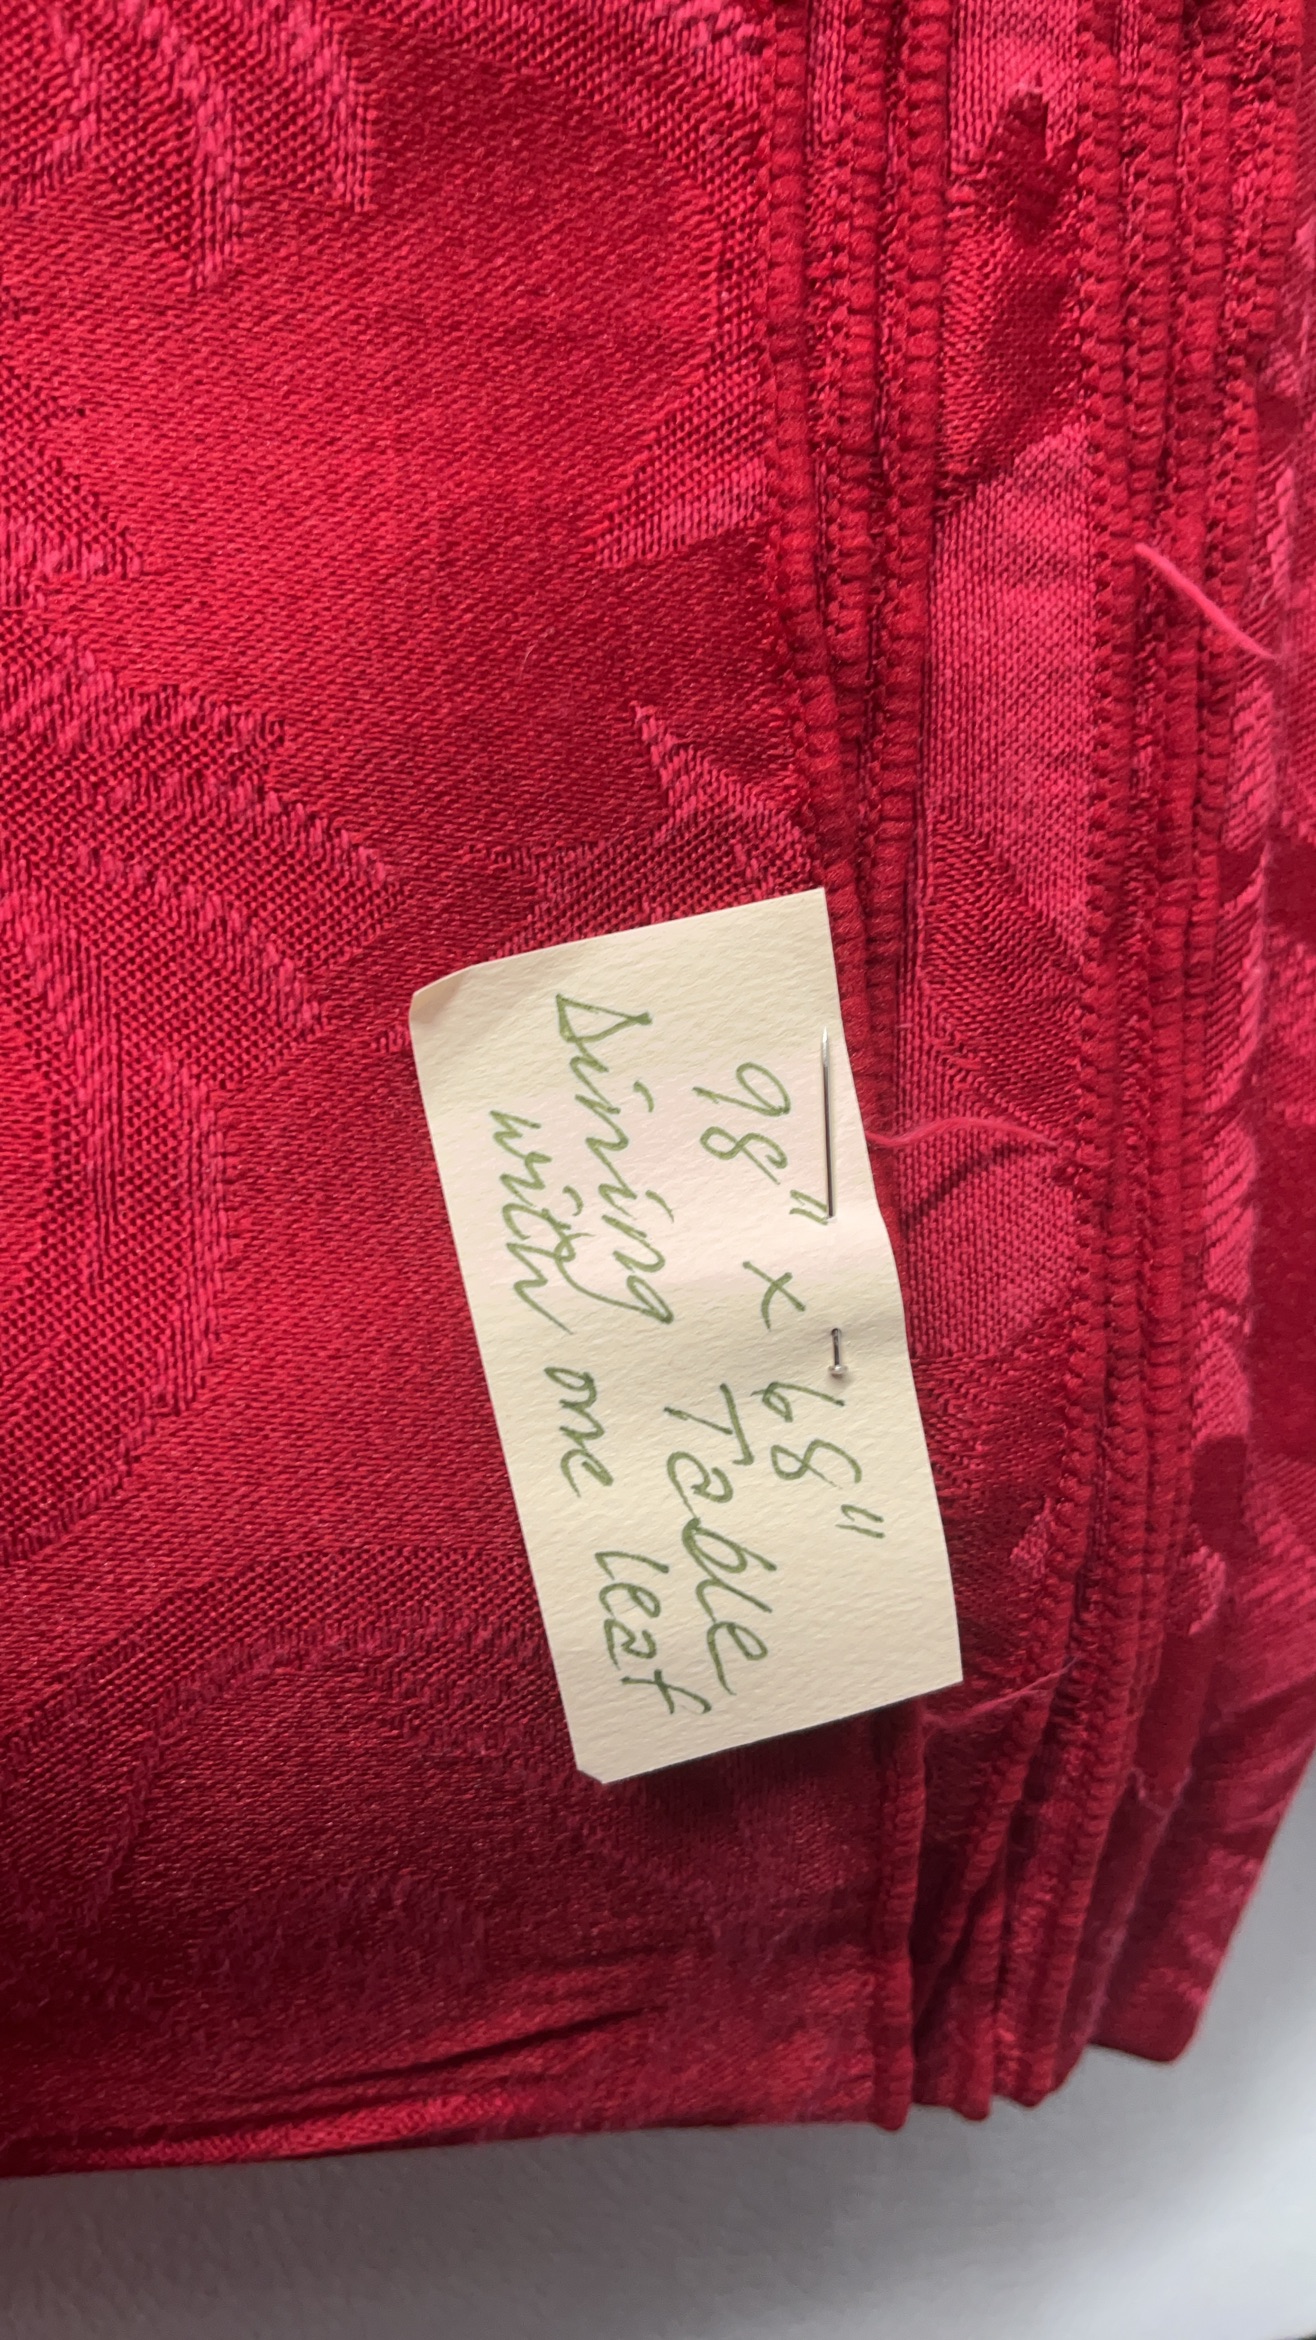 98" x 68"
Dining Table
with one leaf